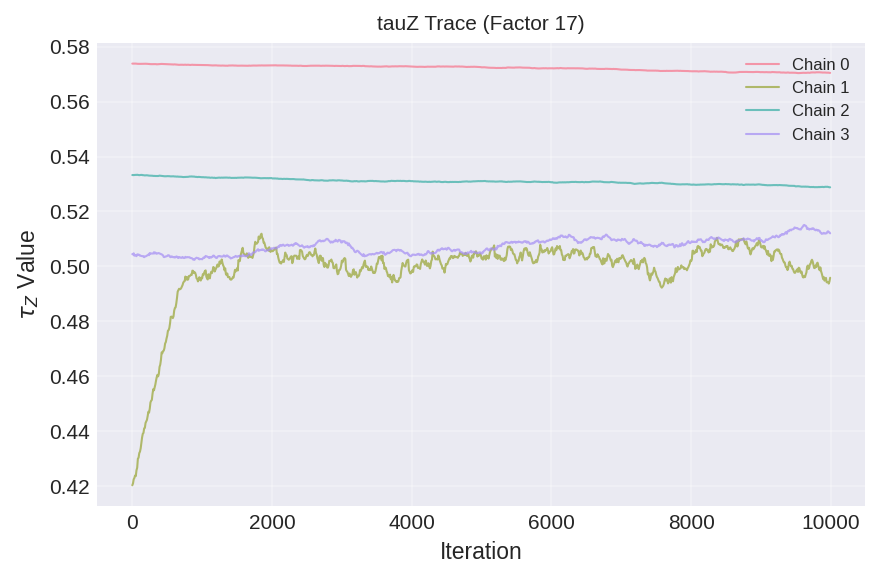 tauZ Trace (Factor 17)
0.58
0.56
0.54
0.52
0.50
0.48
0.46
0.44
0.42
τZ Value
Chain 0
Chain 1
Chain 2
Chain 3
0 2000 4000 6000 8000 10000
Iteration